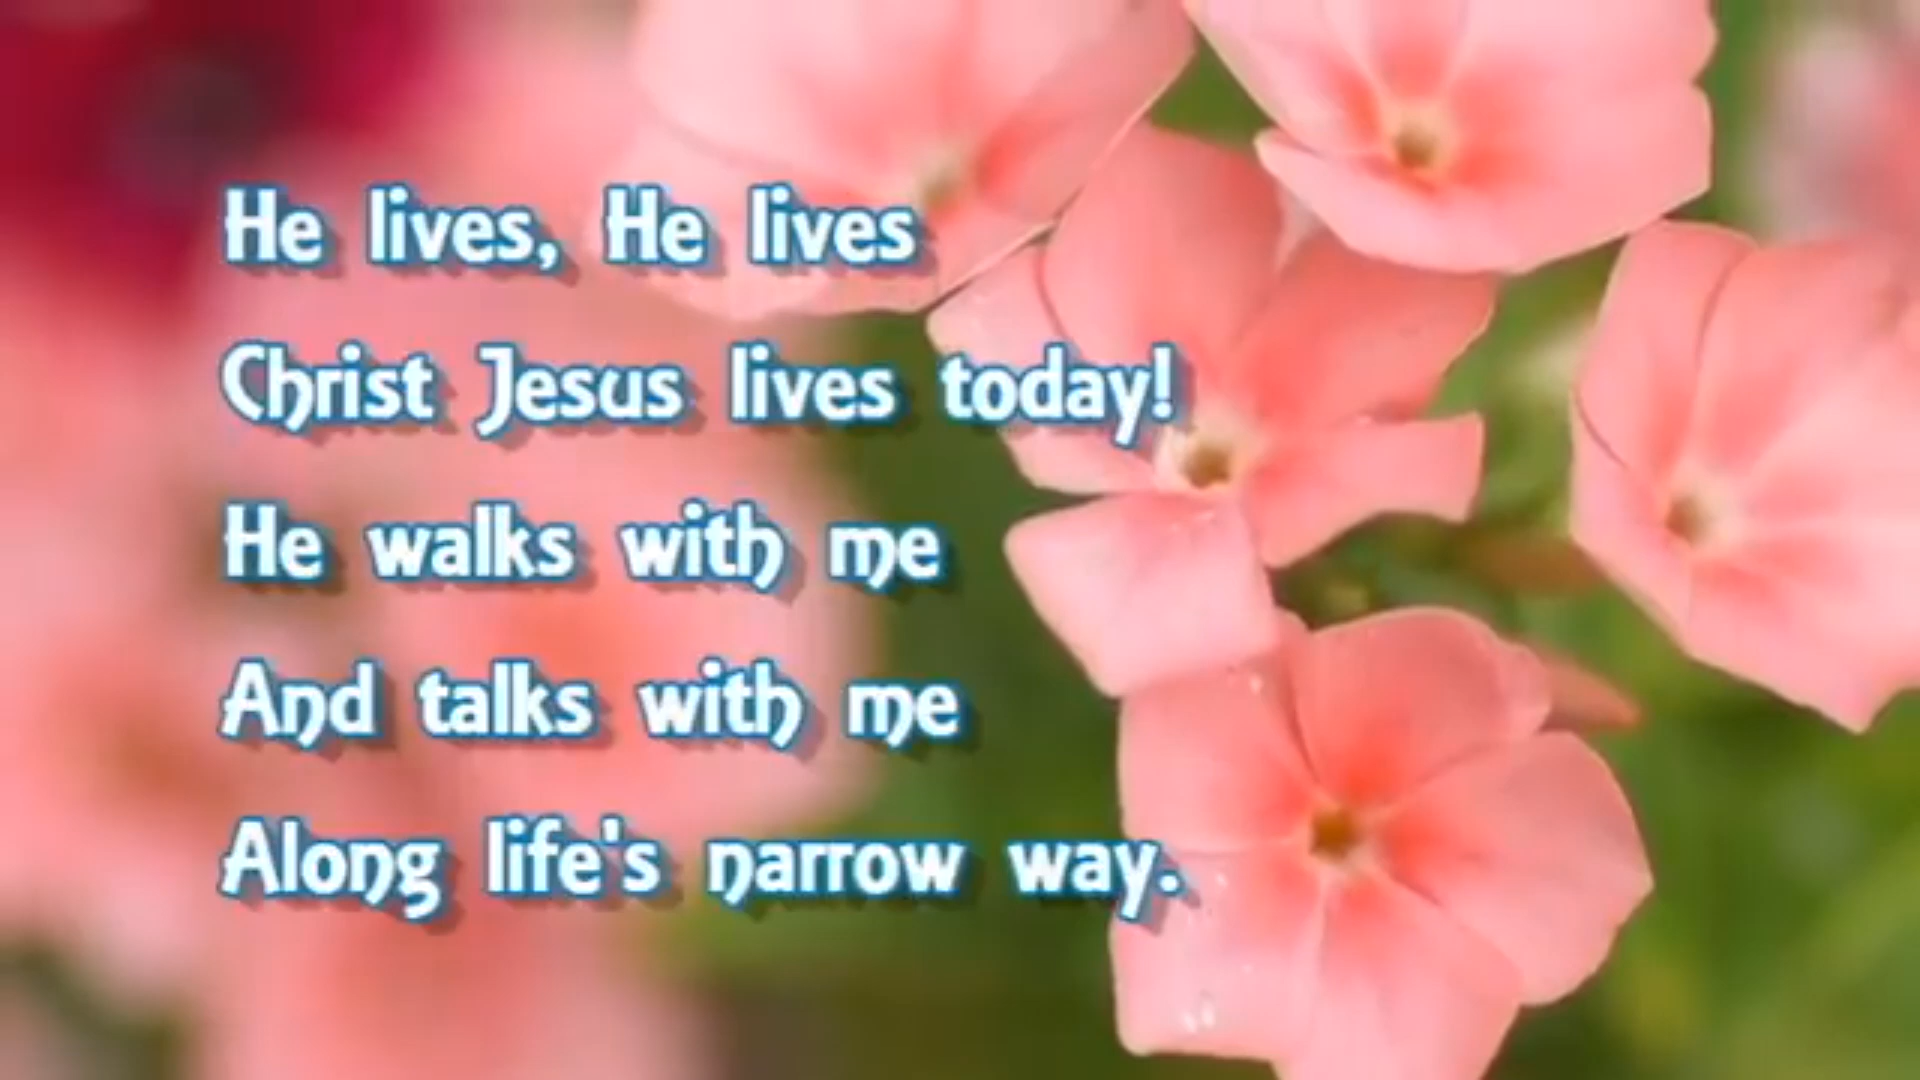 He lives, He lives
Christ Jesus lives today!
He walks with me
And talks with me
Along life's narrow way.